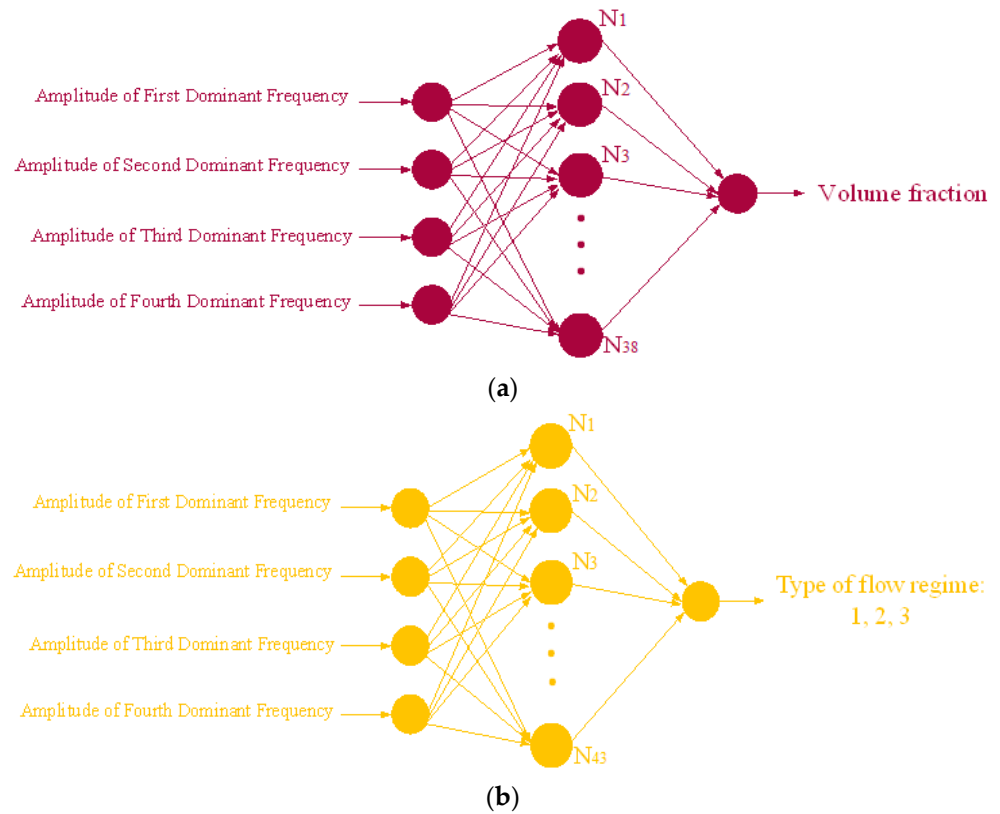 N1
Amplitude of First Dominant Frequency
N2
Amplitude of Second Dominant Frequency
N3
Volume fraction
Amplitude of Third Dominant Frequency
Amplitude of Fourth Dominant Frequency
N38
(a)
N1
Amplitude of First Dominant Frequency
N2
Amplitude of Second Dominant Frequency
N3
Type of flow regime:
1, 2, 3
Amplitude of Third Dominant Frequency
Amplitude of Fourth Dominant Frequency
N43
(b)